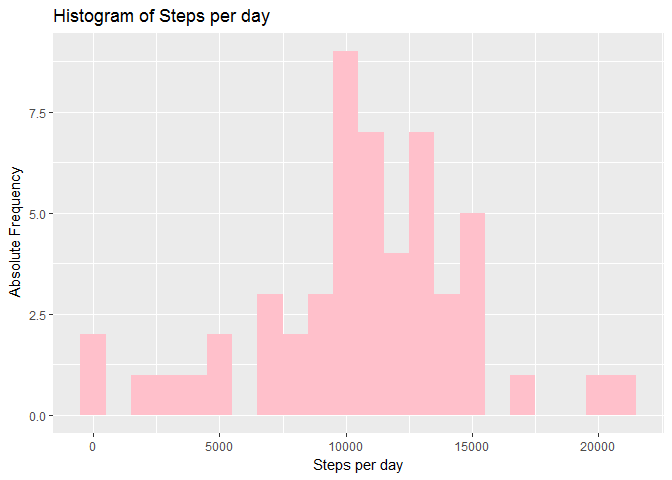 Histogram of Steps per day
7.5
5.0
2.5
0.0
Absolute Frequency
0 5000 10000 15000 20000
Steps per day